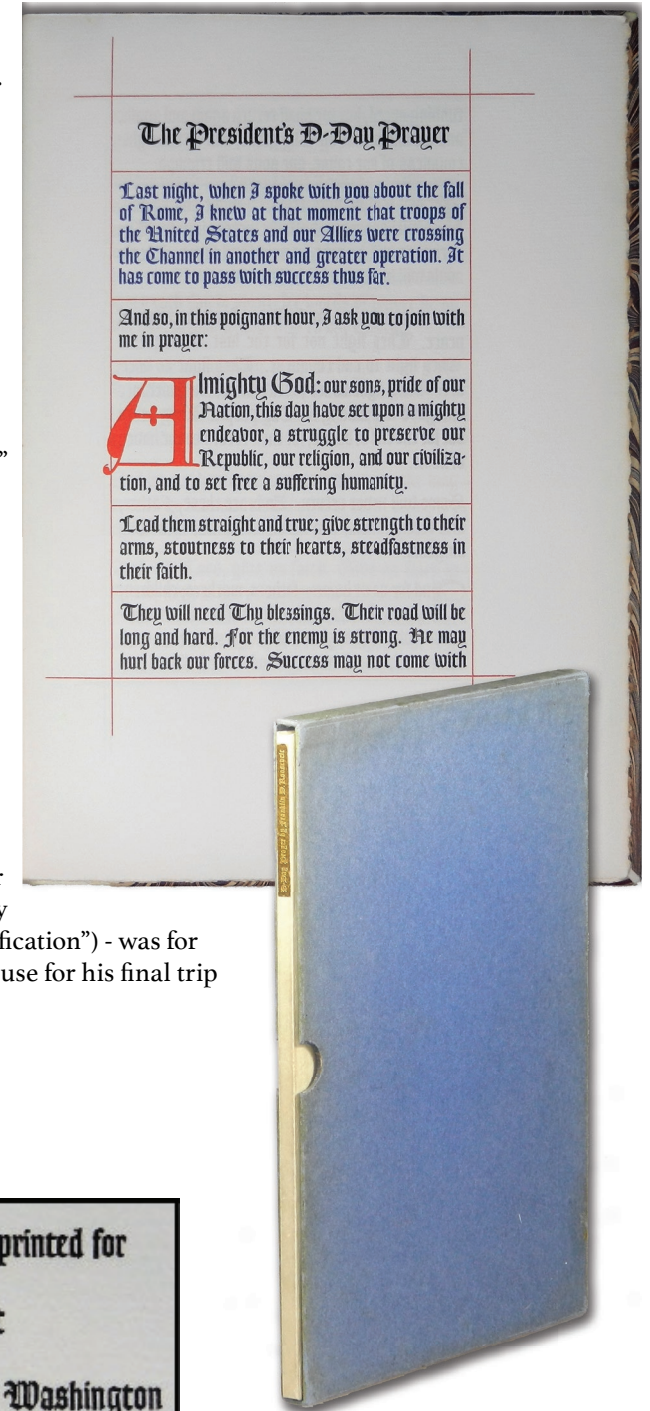 The President's D-Day Prayer
Last night, when I spoke with you about the fall
of Rome, I knew at that moment that troops of
the United States and our Allies were crossing
the Channel in another and greater operation. It
has come to pass with success thus far.
And so, in this poignant hour, I ask you to join with
me in prayer:
Almighty God: our sons, pride of our
Nation, this day have set upon a mighty
endeavor, a struggle to preserve our
Republic, our religion, and our civiliza-
tion, and to set free a suffering humanity.
Lead them straight and true; give strength to their
arms, stoutness to their hearts, steadfastness in
their faith.
They will need Thy blessings. Their road will be
long and hard. For the enemy is strong. He may
hurl back our forces. Success may not come with
”
r
y
fication”) - was for
use for his final trip
D-Day Prayer by Franklin D. Roosevelt
printed for
t
Washington